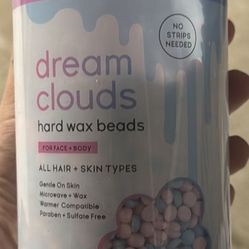 NO
STRIPS
NEEDED
dream
clouds
hard wax beads
FOR FACE + BODY
ALL HAIR + SKIN TYPES
Gentle On Skin
Microwave + Wax
Warmer Compatible
Paraben + Sulfate Free